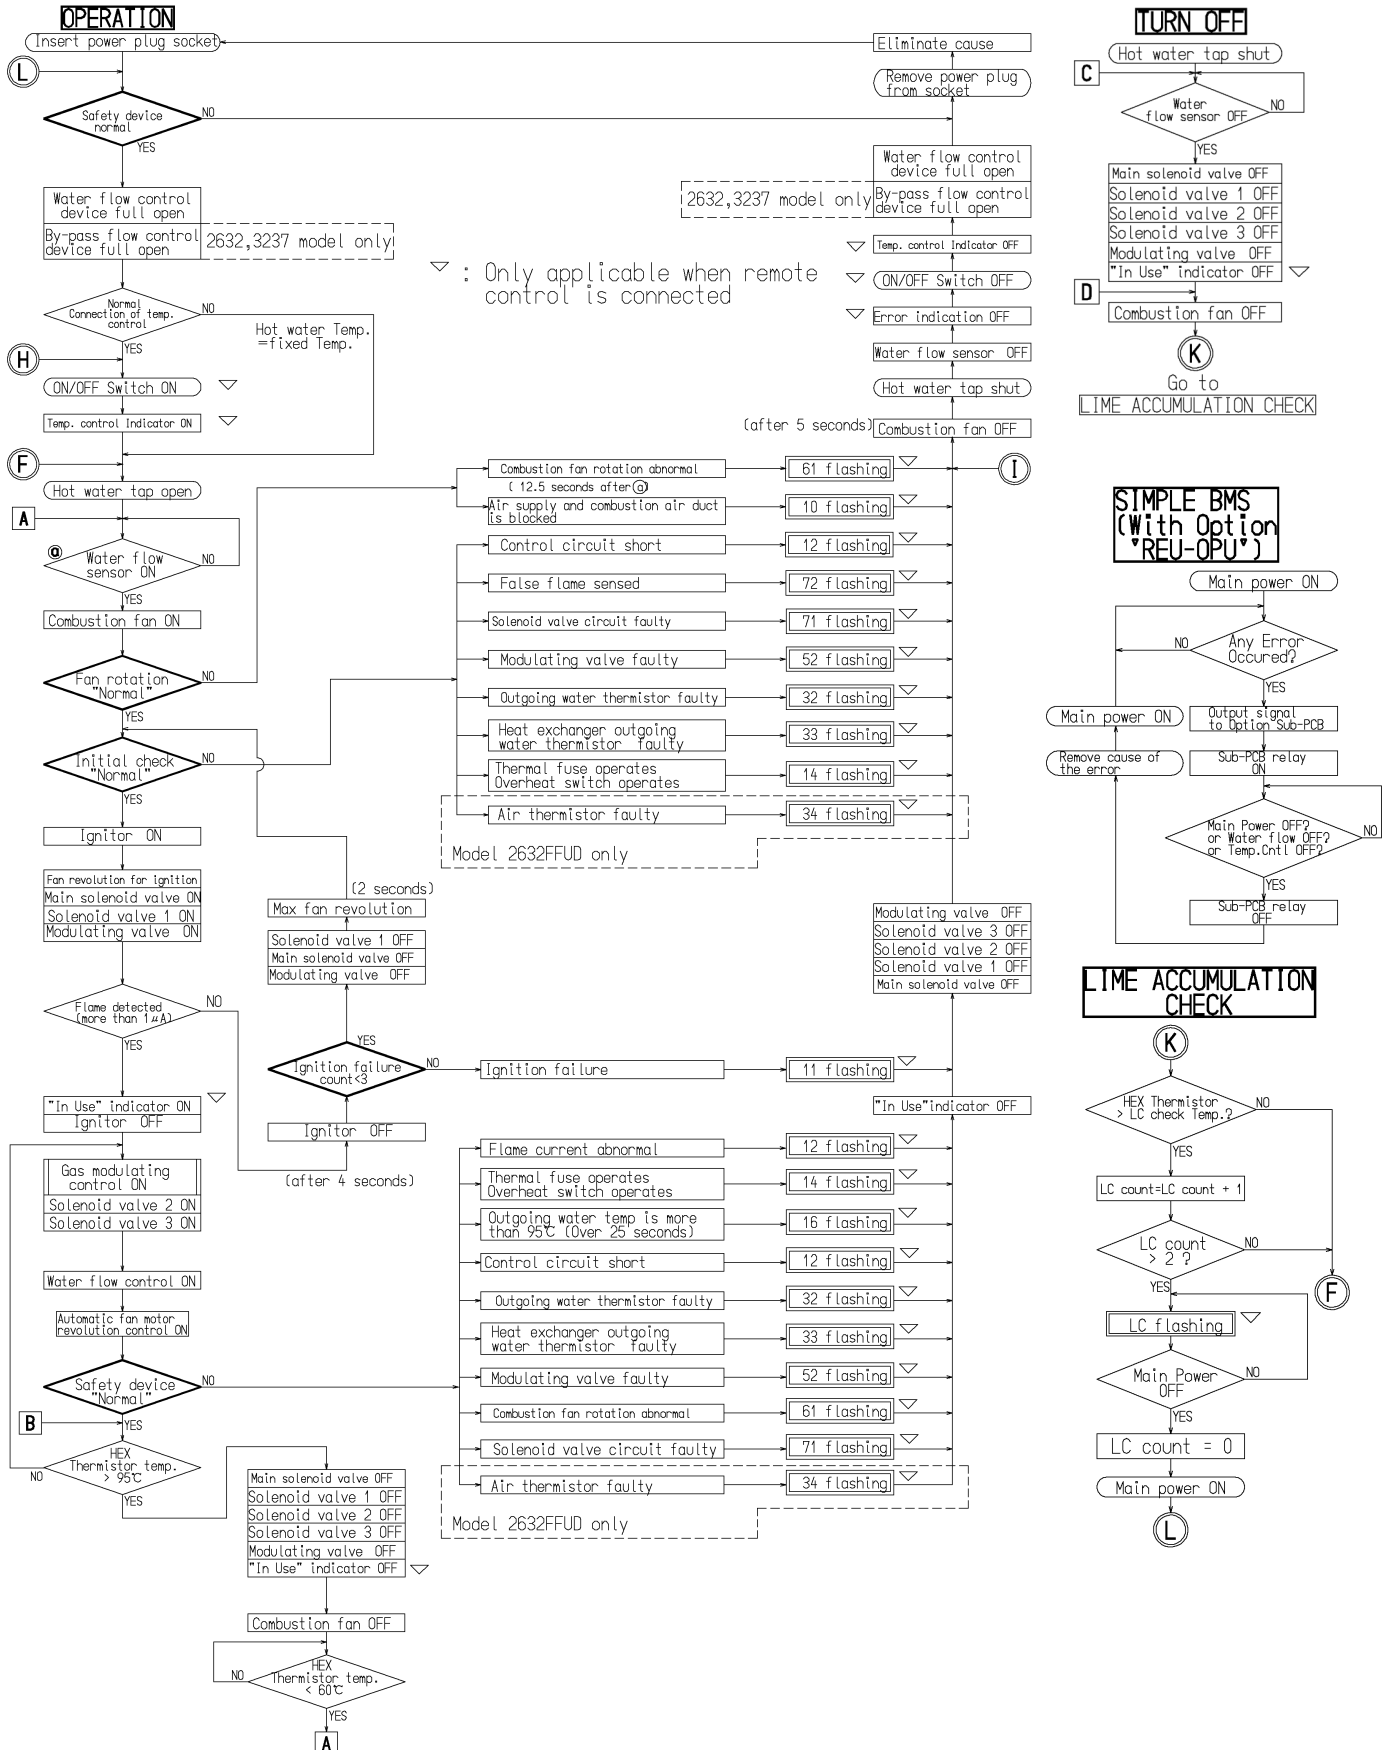 OPERATION
Insert power plug socket
L
Safety device
normal
NO
YES
Water flow control
device full open
By-pass flow control
device full open
2632,3237 model only
Normal
Connection of temp.
control
NO
YES
Hot water Temp.
=fixed Temp.
H
ON/OFF Switch ON
Temp. control Indicator ON
F
Hot water tap open
A
a
Water flow
sensor ON
NO
YES
Combustion fan ON
Fan rotation
"Normal"
NO
YES
Initial check
"Normal"
NO
YES
Ignitor ON
Fan revolution for ignition
Main solenoid valve ON
Solenoid valve 1 ON
Modulating valve ON
Flame detected
(more than 1μA)
NO
YES
"In Use" indicator ON
Ignitor OFF
Gas modulating
control ON
Solenoid valve 2 ON
Solenoid valve 3 ON
Water flow control ON
Automatic fan motor
revolution control ON
Safety device
"Normal"
NO
YES
B
HEX
Thermistor temp.
> 95℃
NO
YES
Main solenoid valve OFF
Solenoid valve 1 OFF
Solenoid valve 2 OFF
Solenoid valve 3 OFF
Modulating valve OFF
"In Use" indicator OFF
Combustion fan OFF
HEX
Thermistor temp.
< 60℃
NO
YES
A
(2 seconds)
Max fan revolution
Solenoid valve 1 OFF
Main solenoid valve OFF
Modulating valve OFF
YES
Ignition failure
count<3
NO
Ignitor OFF
(after 4 seconds)
▽ : Only applicable when remote
control is connected
Combustion fan rotation abnormal
61 flashing
( 12.5 seconds after a)
Air supply and combustion air duct
is blocked
10 flashing
Control circuit short
12 flashing
False flame sensed
72 flashing
Solenoid valve circuit faulty
71 flashing
Modulating valve faulty
52 flashing
Outgoing water thermistor faulty
32 flashing
Heat exchanger outgoing
water thermistor faulty
33 flashing
Thermal fuse operates
Overheat switch operates
14 flashing
Air thermistor faulty
34 flashing
Model 2632FFUD only
Ignition failure
11 flashing
Flame current abnormal
12 flashing
Thermal fuse operates
Overheat switch operates
14 flashing
Outgoing water temp is more
than 95℃ (Over 25 seconds)
16 flashing
Control circuit short
12 flashing
Outgoing water thermistor faulty
32 flashing
Heat exchanger outgoing
water thermistor faulty
33 flashing
Modulating valve faulty
52 flashing
Combustion fan rotation abnormal
61 flashing
Solenoid valve circuit faulty
71 flashing
Air thermistor faulty
34 flashing
Model 2632FFUD only
Eliminate cause
Remove power plug
from socket
Water flow control
device full open
2632,3237 model only
By-pass flow control
device full open
Temp. control Indicator OFF
ON/OFF Switch OFF
Error indication OFF
Water flow sensor OFF
Hot water tap shut
(after 5 seconds)
Combustion fan OFF
I
Modulating valve OFF
Solenoid valve 3 OFF
Solenoid valve 2 OFF
Solenoid valve 1 OFF
Main solenoid valve OFF
"In Use"indicator OFF
TURN OFF
Hot water tap shut
C
Water
flow sensor OFF
NO
YES
Main solenoid valve OFF
Solenoid valve 1 OFF
Solenoid valve 2 OFF
Solenoid valve 3 OFF
Modulating valve OFF
"In Use" indicator OFF
D
Combustion fan OFF
K
Go to
LIME ACCUMULATION CHECK
SIMPLE BMS
(With Option
"REU-OPU")
Main power ON
Any Error
Occured?
NO
YES
Output signal
to Option Sub-PCB
Main power ON
Sub-PCB relay
ON
Remove cause of
the error
Main Power OFF?
or Water flow OFF?
or Temp.Cntl OFF?
NO
YES
Sub-PCB relay
OFF
LIME ACCUMULATION
CHECK
K
HEX Thermistor
> LC check Temp.?
NO
YES
LC count=LC count + 1
LC count
> 2 ?
NO
YES
F
LC flashing
Main Power
OFF
NO
YES
LC count = 0
Main power ON
L